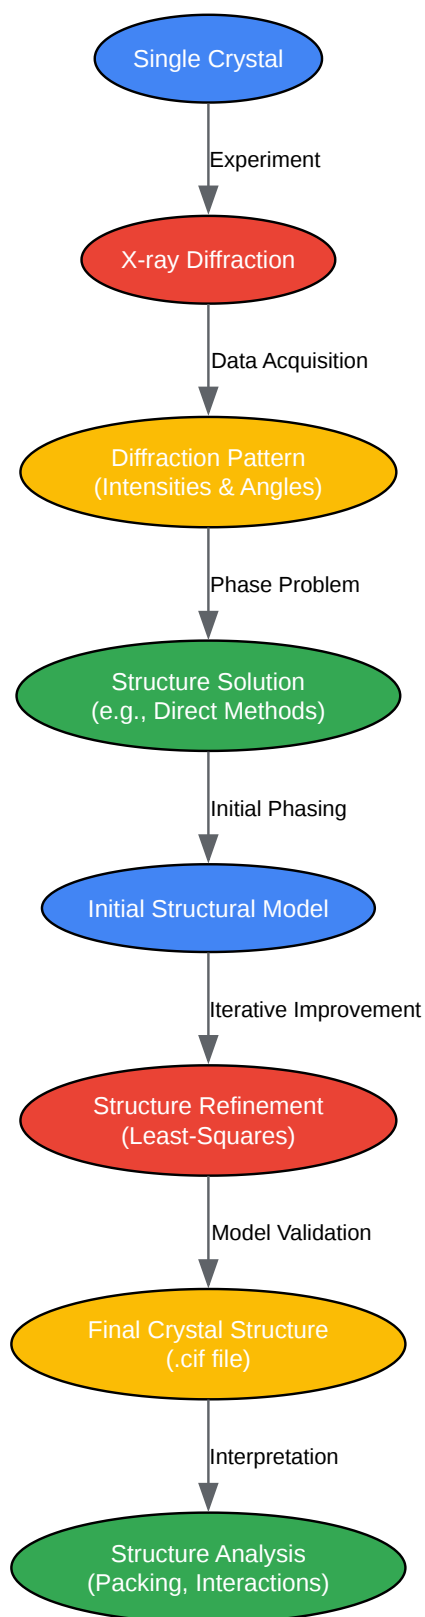 Single Crystal
Experiment
X-ray Diffraction
Data Acquisition
Diffraction Pattern
(Intensities & Angles)
Phase Problem
Structure Solution
(e.g., Direct Methods)
Initial Phasing
Initial Structural Model
Iterative Improvement
Structure Refinement
(Least-Squares)
Model Validation
Final Crystal Structure
(.cif file)
Interpretation
Structure Analysis
(Packing, Interactions)